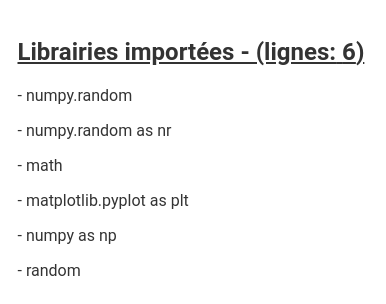 Librairies importées - (lignes: 6)
- numpy.random
- numpy.random as nr
- math
- matplotlib.pyplot as plt
- numpy as np
- random